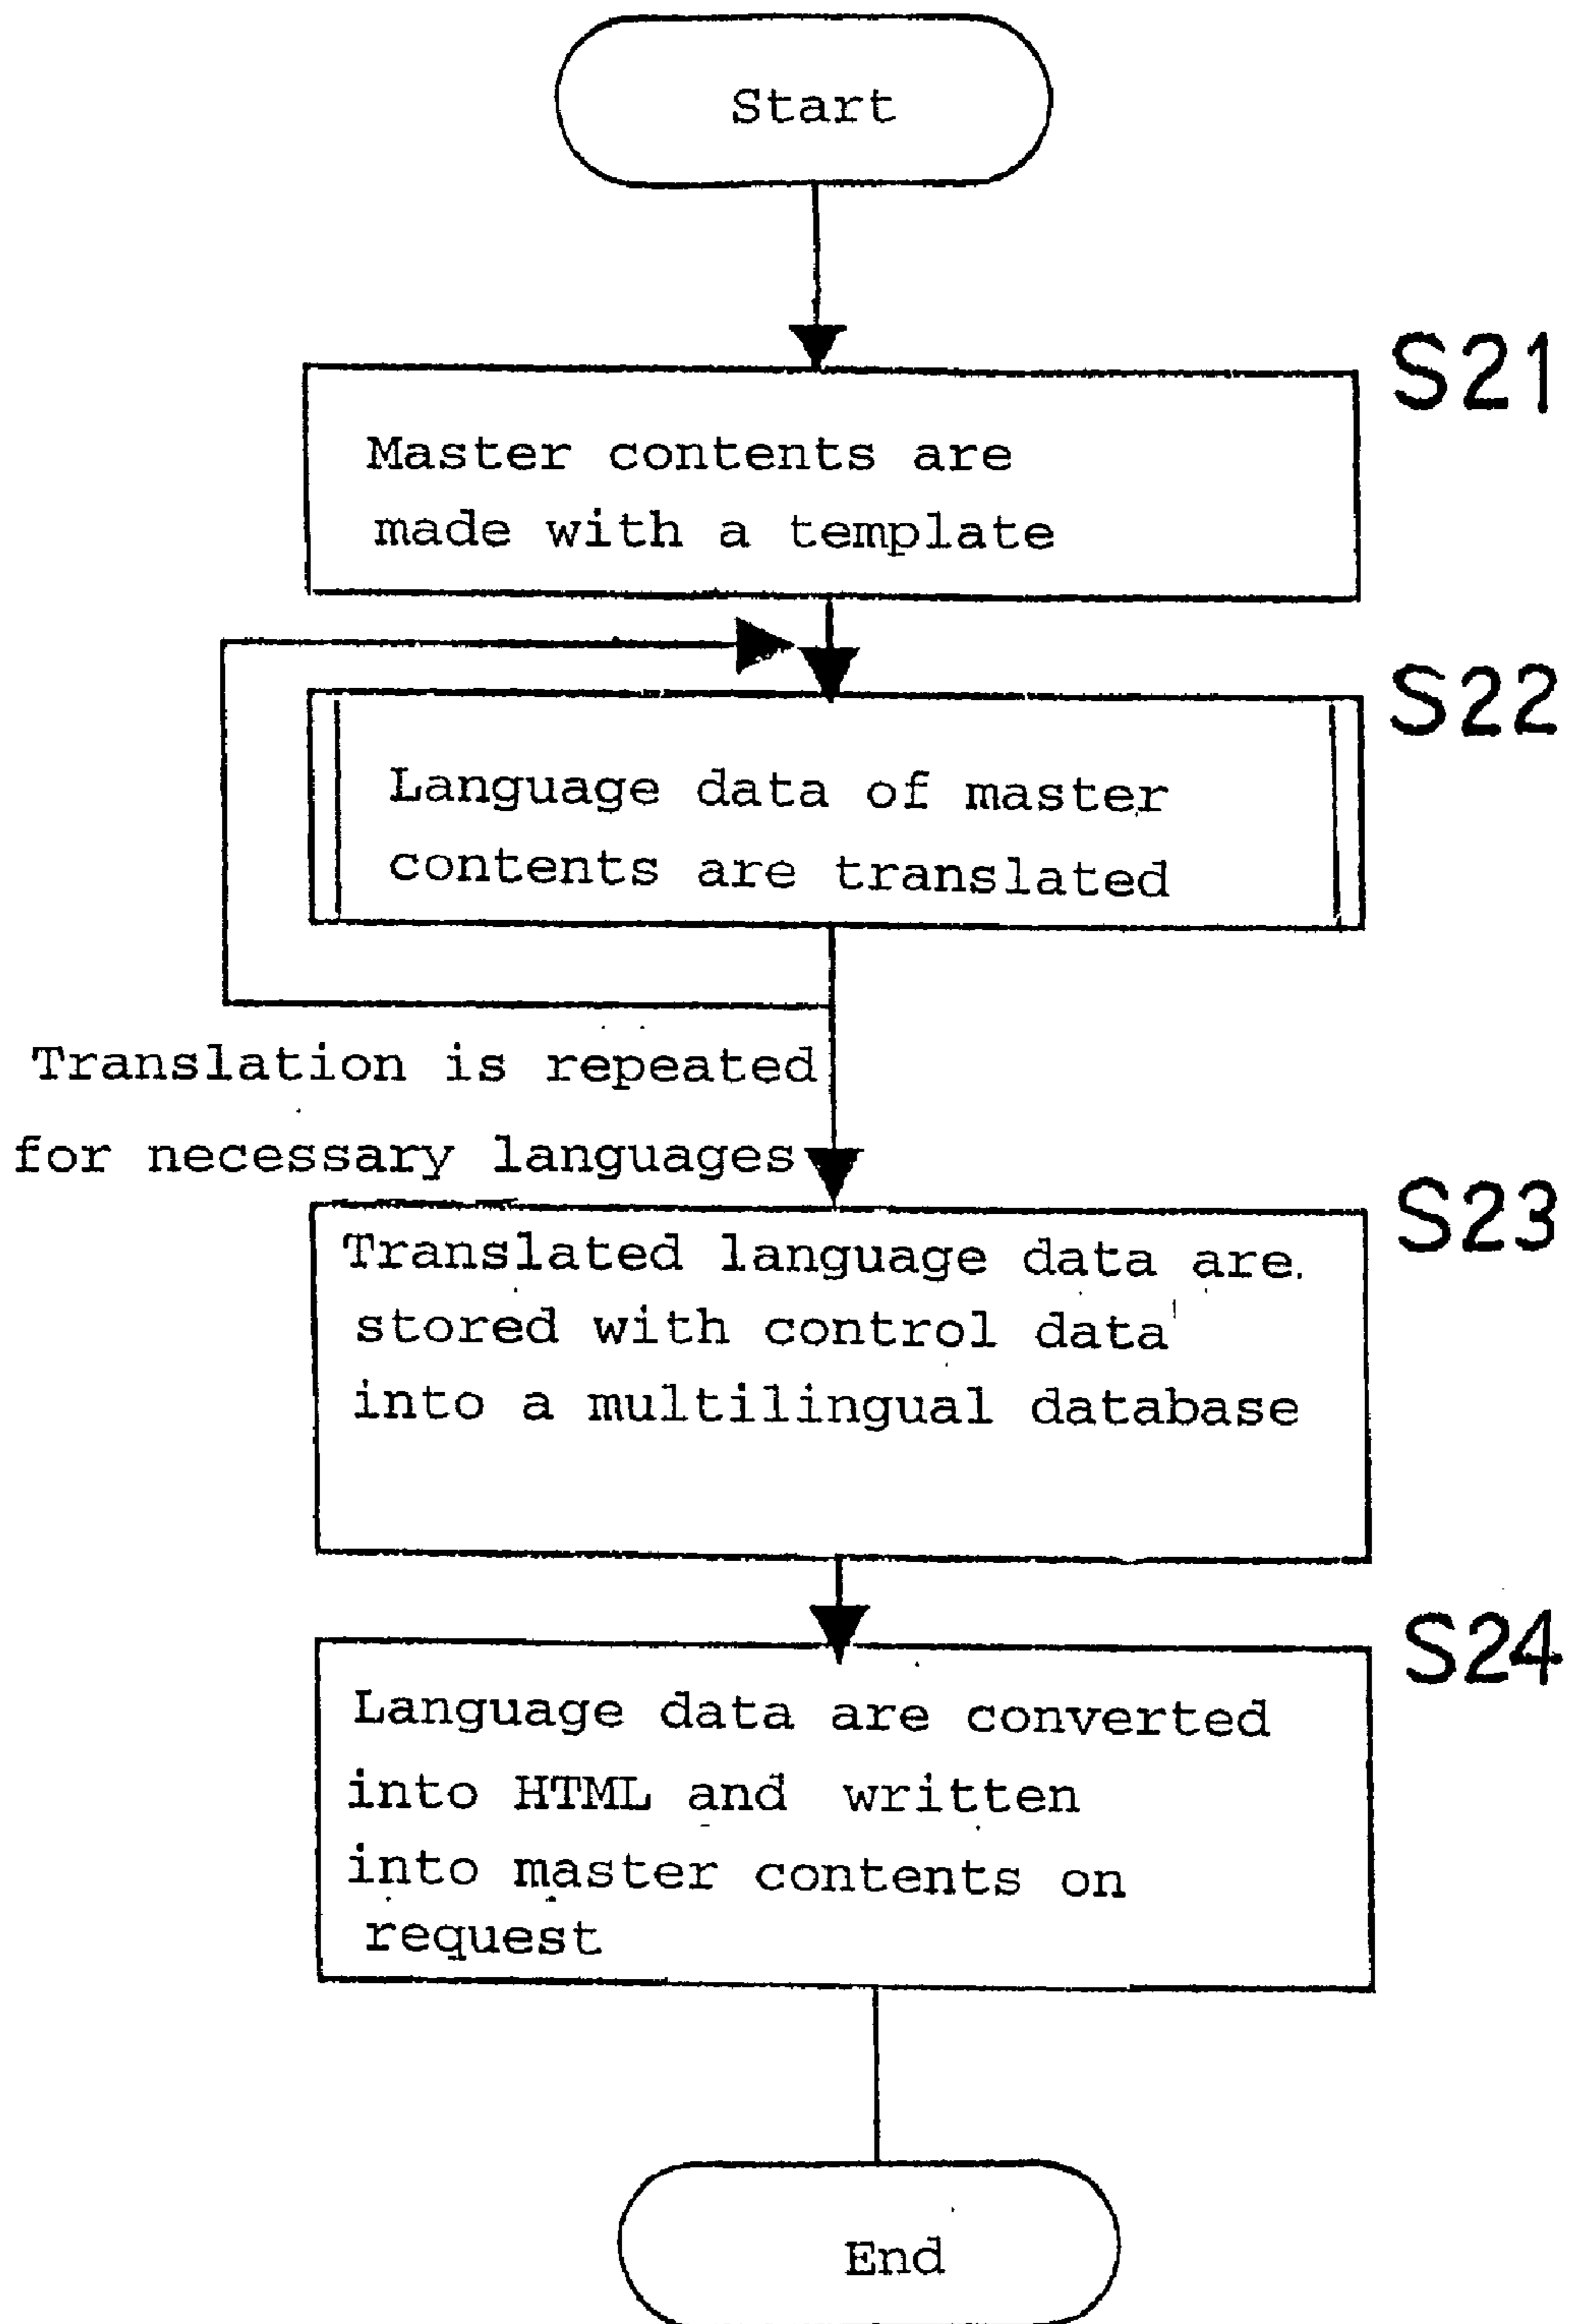 Start
S21
Master contents are
made with a template
S22
Language data of master
contents are translated
Translation is repeated
for necessary languages
S23
Translated language data are
stored with control data
into a multilingual database
S24
Language data are converted
into HTML and written
into master contents on
request
End